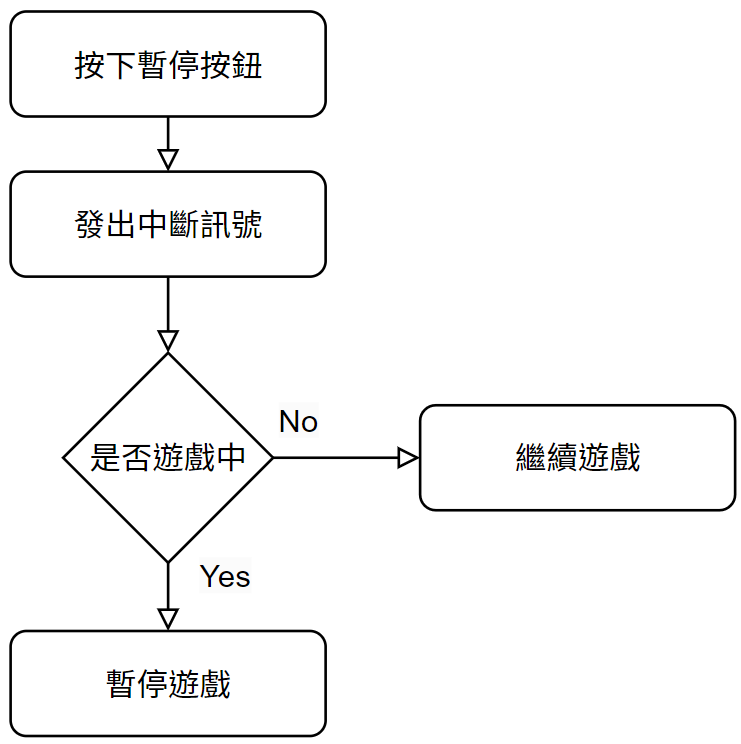 按下暫停按鈕
發出中斷訊號
是否遊戲中
No
繼續遊戲
Yes
暫停遊戲